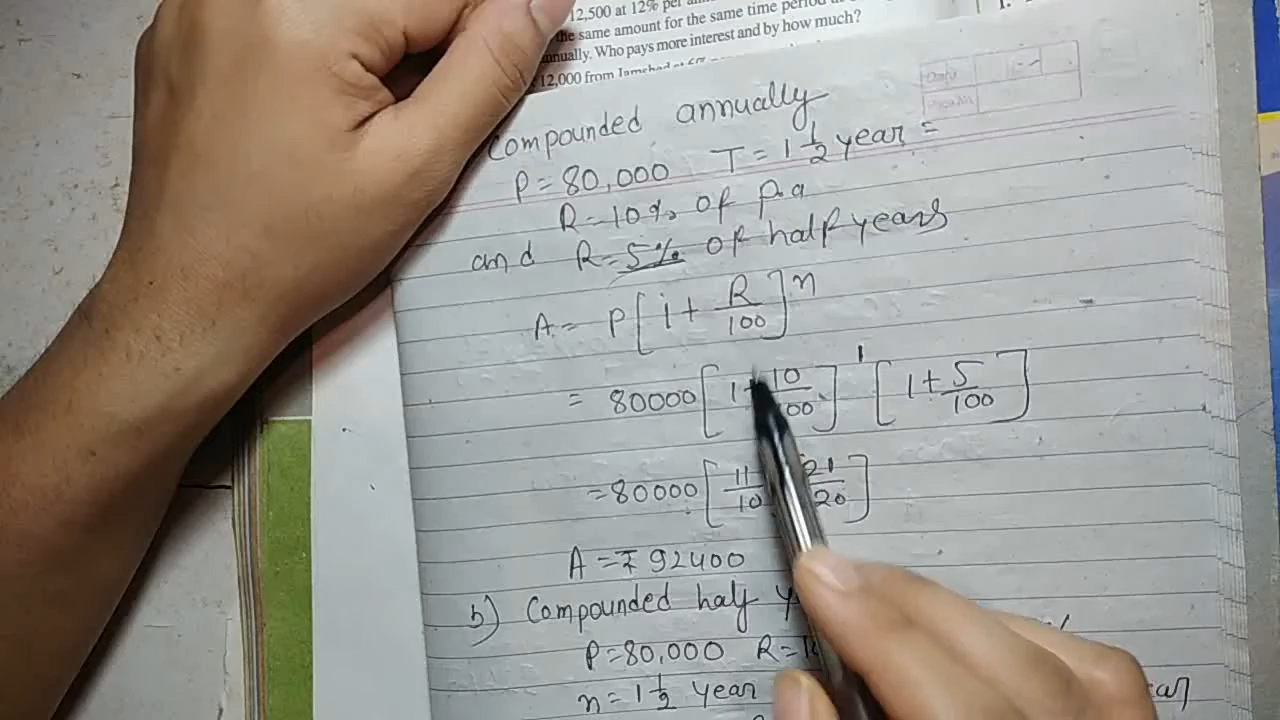 12,500 at 12% per
the same amount for the same time period
nually. Who pays more interest and by how much?
12,000 from Jamshed at
Date
Compounded annually
P = 80,000 T = 1 1/2 year =
R = 10% of p.a
and R = 5% of half years
A = P[1 + R/100]^n
= 80000[1 + 10/100]^1 [1 + 5/100]
= 80000[11/10 21/20]
A = ₹ 92400
b) Compounded half
P = 80,000 R =
n = 1 1/2 year